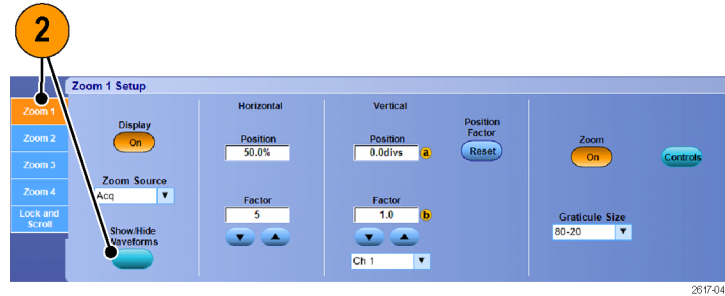 2
Zoom 1 Setup
Zoom 1
Zoom 2
Zoom 3
Zoom 4
Lock and
Scroll
Display
On
Zoom Source
Acq
Show/Hide
Waveforms
Horizontal
Position
50.0%
Factor
5
Vertical
Position
0.0divs
a
Factor
1.0
b
Ch 1
Position
Factor
Reset
Zoom
On
Controls
Graticule Size
80-20
2617-04